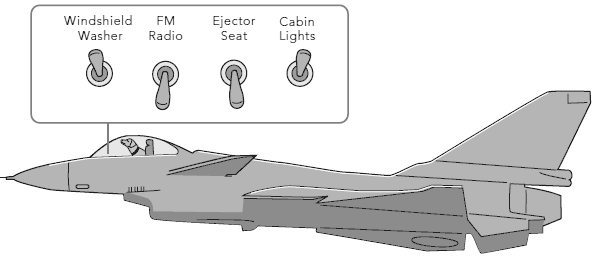 Windshield
Washer
FM
Radio
Ejector
Seat
Cabin
Lights